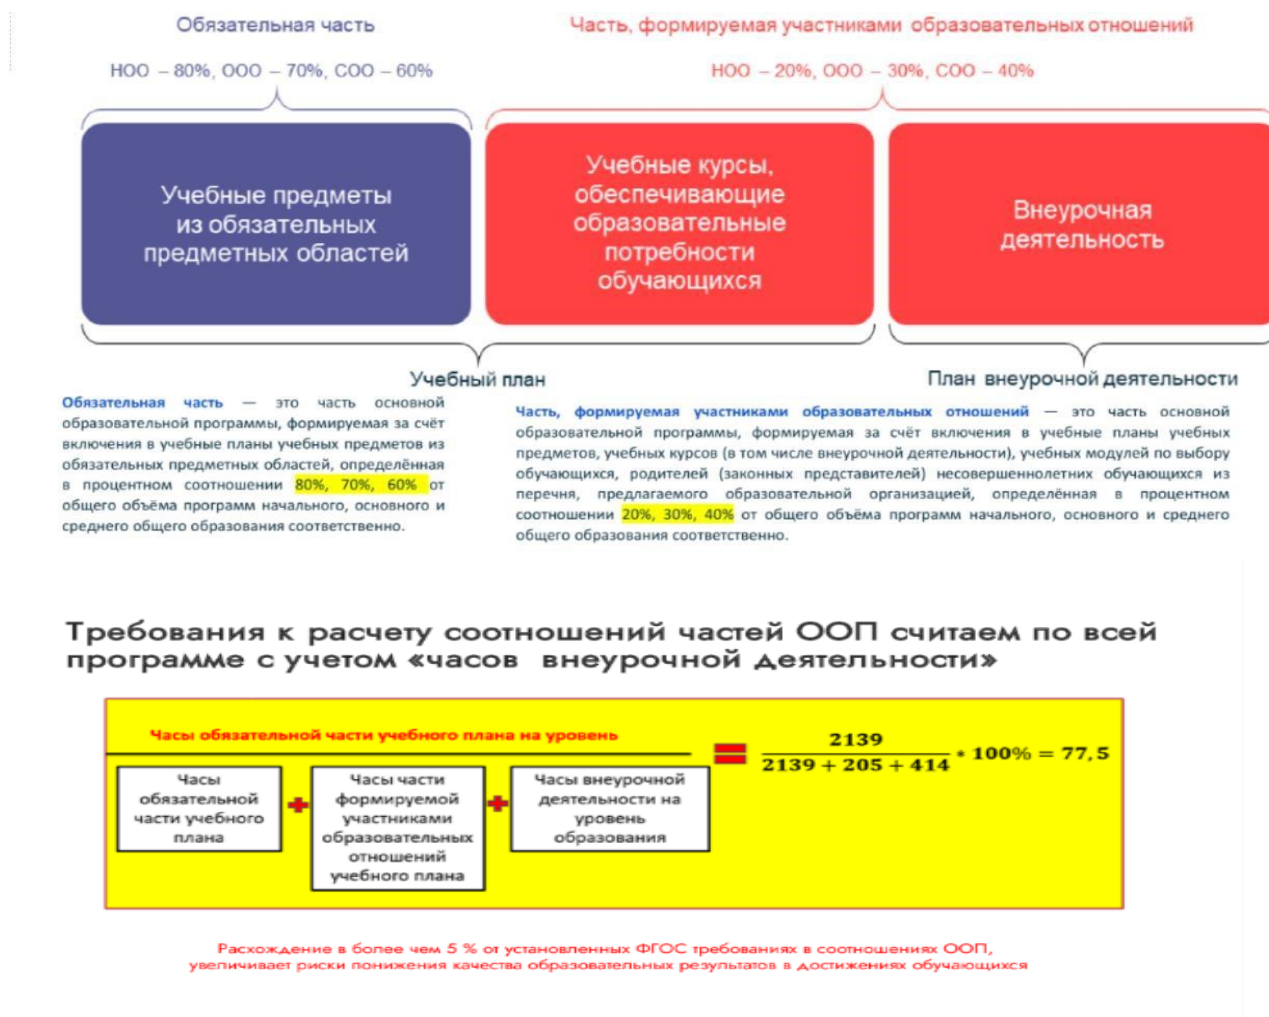 Обязательная часть
Часть, формируемая участниками образовательных отношений
НОО – 80%, ООО – 70%, СОО – 60%
НОО – 20%, ООО – 30%, СОО – 40%
Учебные предметы
из обязательных
предметных областей
Учебные курсы,
обеспечивающие
образовательные
потребности
обучающихся
Внеурочная
деятельность
Учебный план
План внеурочной деятельности
Обязательная часть — это часть основной
образовательной программы, формируемая за счёт
включения в учебные планы учебных предметов из
обязательных предметных областей, определённая
в процентном соотношении 80%, 70%, 60% от
общего объёма программ начального, основного и
среднего общего образования соответственно.
Часть, формируемая участниками образовательных отношений — это часть основной
образовательной программы, формируемая за счёт включения в учебные планы учебных
предметов, учебных курсов (в том числе внеурочной деятельности), учебных модулей по выбору
обучающихся, родителей (законных представителей) несовершеннолетних обучающихся из
перечня, предлагаемого образовательной организацией, определённая в процентном
соотношении 20%, 30%, 40% от общего объёма программ начального, основного и среднего
общего образования соответственно.
Требования к расчету соотношений частей ООП считаем по всей
программе с учетом «часов внеурочной деятельности»
Часы обязательной части учебного плана на уровень
Часы
обязательной
части учебного
плана
+
Часы части
формируемой
участниками
образовательных
отношений
учебного плана
+
Часы внеурочной
деятельности на
уровень
образования
=
2139
2139 + 205 + 414
* 100% = 77,5
Расхождение в более чем 5 % от установленных ФГОС требованиях в соотношениях ООП,
увеличивает риски понижения качества образовательных результатов в достижениях обучающихся